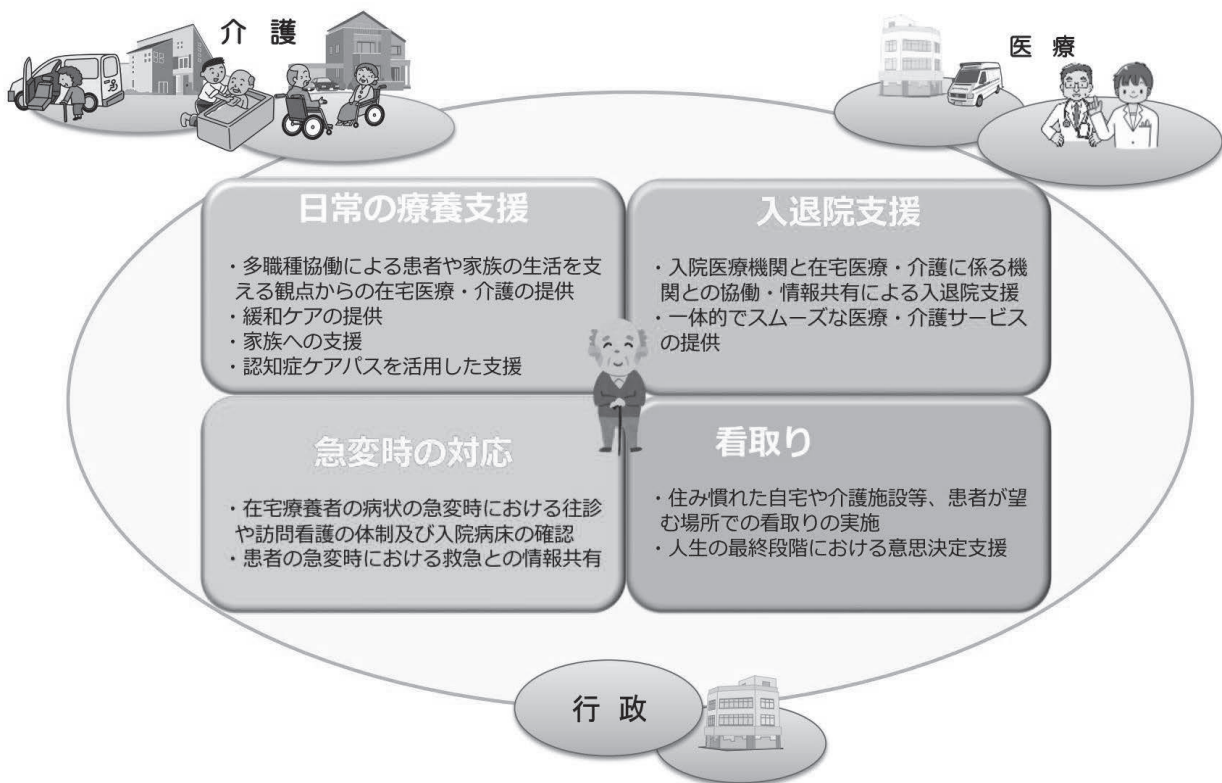 介護
医療
日常の療養支援
・多職種協働による患者や家族の生活を支
える観点からの在宅医療・介護の提供
・緩和ケアの提供
・家族への支援
・認知症ケアパスを活用した支援
入退院支援
・入院医療機関と在宅医療・介護に係る機
関との協働・情報共有による入退院支援
・一体的でスムーズな医療・介護サービス
の提供
急変時の対応
・在宅療養者の病状の急変時における往診
や訪問看護の体制及び入院病床の確認
・患者の急変時における救急との情報共有
看取り
・住み慣れた自宅や介護施設等、患者が望
む場所での看取りの実施
・人生の最終段階における意思決定支援
行政